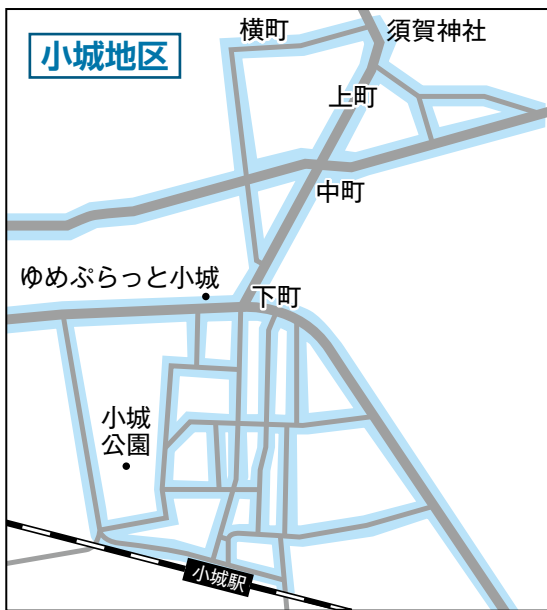 小城地区
横町
須賀神社
上町
中町
ゆめぷらっと小城
下町
小城
公園
小城駅